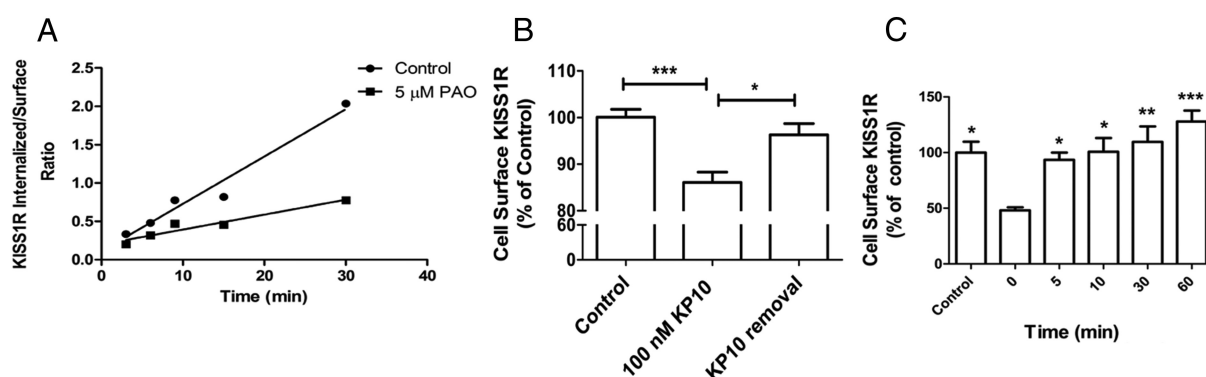 A
KISS1R Internalized/Surface
Ratio
2.5
2.0
1.5
1.0
0.5
0.0
0
10
20
30
40
Time (min)
Control
5 μM PAO
B
Cell Surface KISS1R
(% of Control)
110
100
90
80
60
0
***
*
Control
100 nM KP10
KP10 removal
C
Cell Surface KISS1R
(% of control)
150
100
50
0
*
*
*
**
***
Control
0
5
10
30
60
Time (min)